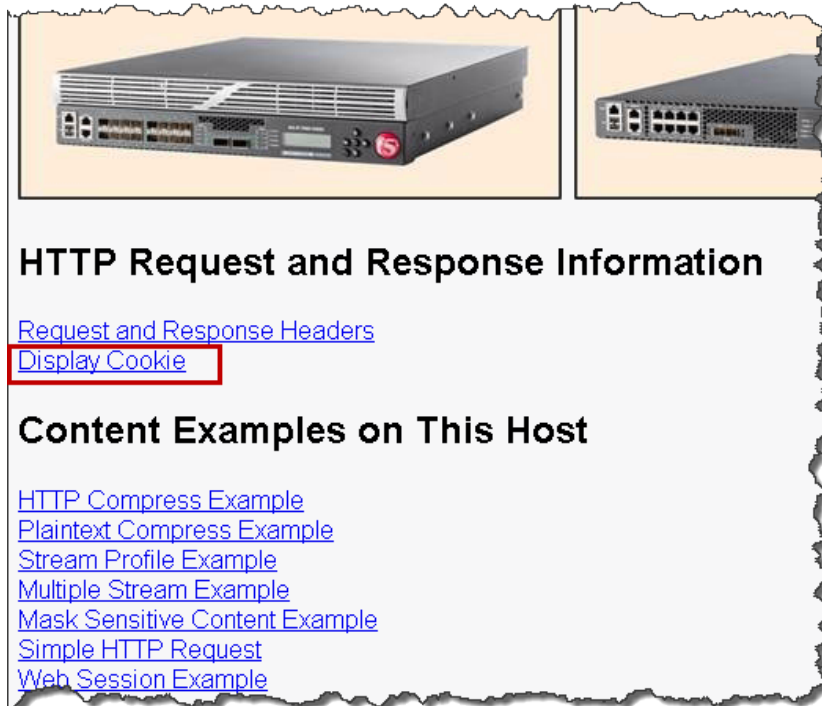 HTTP Request and Response Information
Request and Response Headers
Display Cookie
Content Examples on This Host
HTTP Compress Example
Plaintext Compress Example
Stream Profile Example
Multiple Stream Example
Mask Sensitive Content Example
Simple HTTP Request
Web Session Example